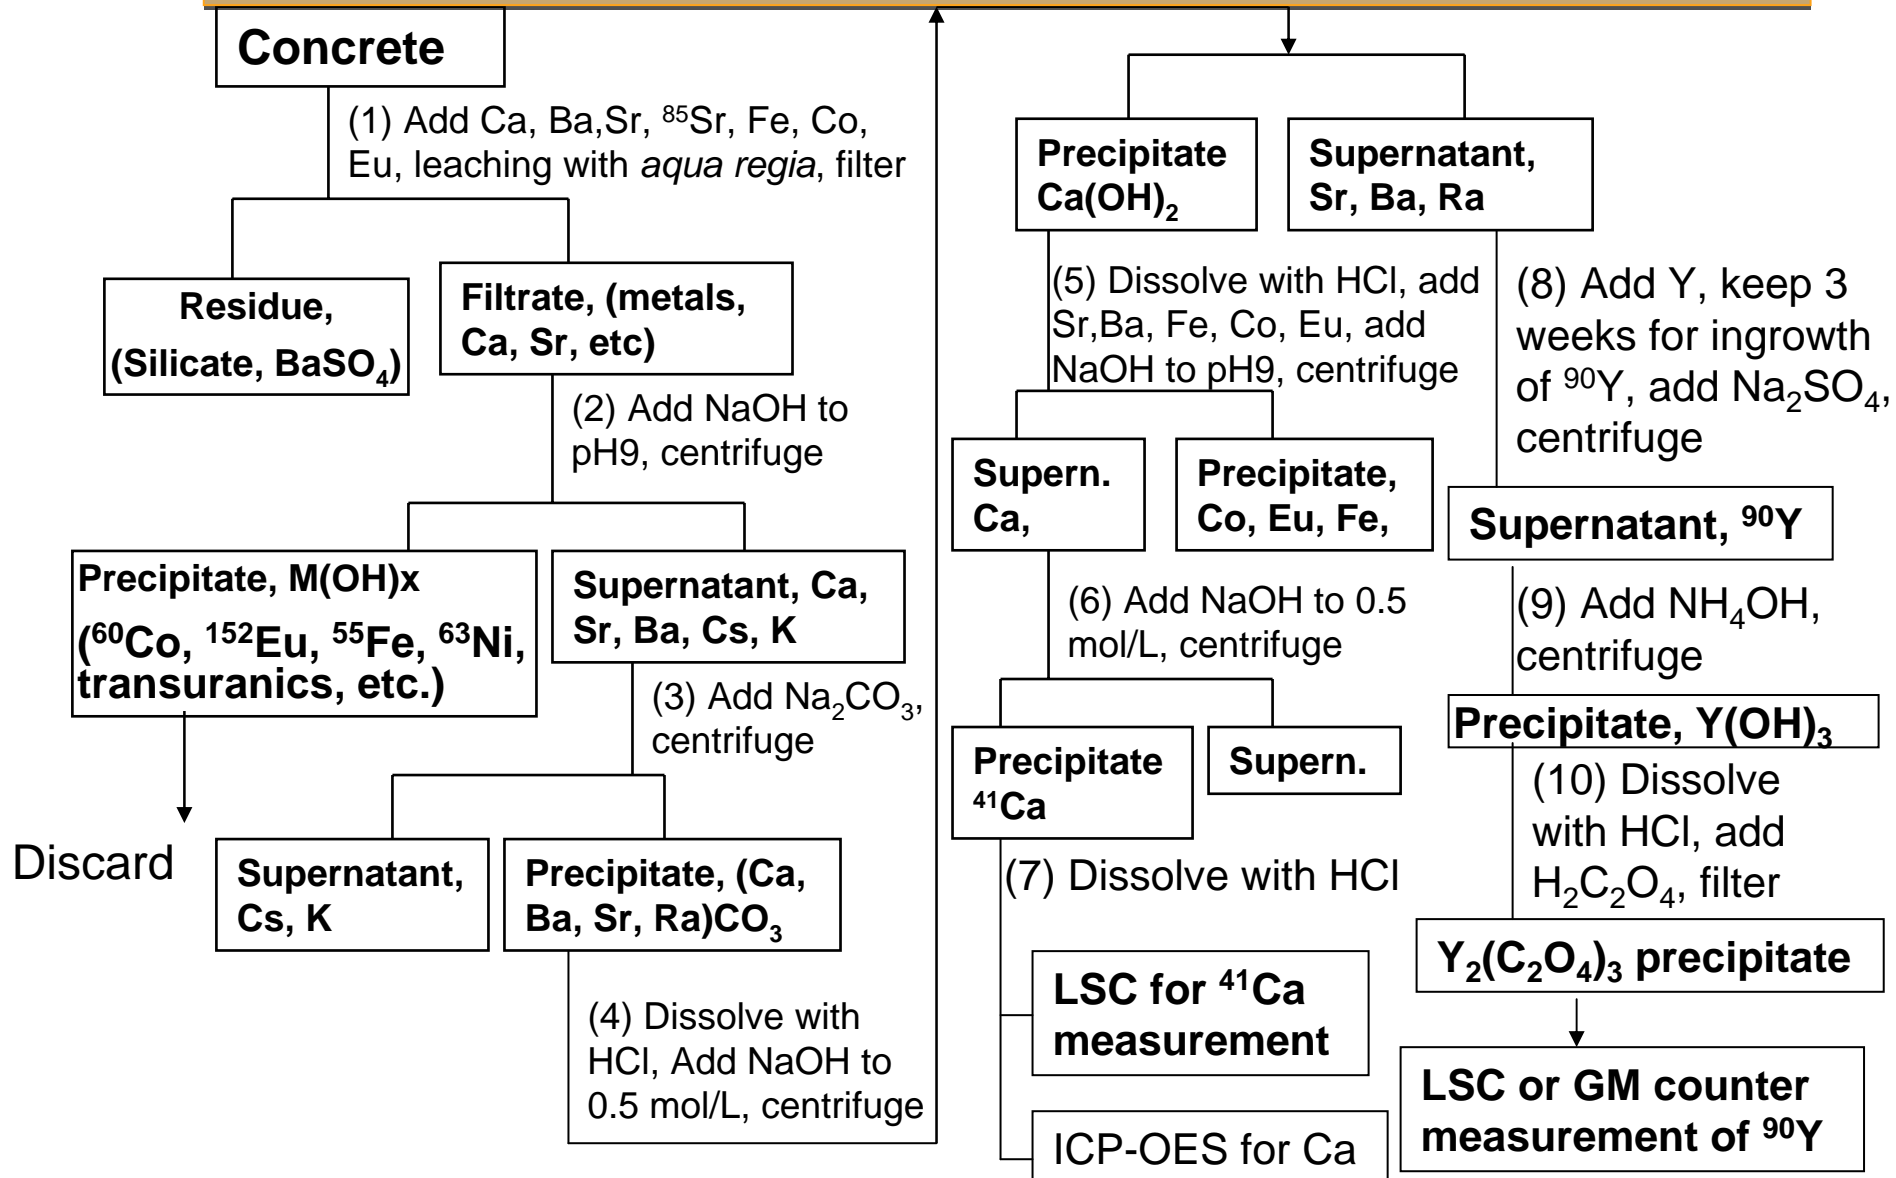 Concrete
(1) Add Ca, Ba,Sr, ⁸⁵Sr, Fe, Co,
Eu, leaching with aqua regia, filter
Residue,
(Silicate, BaSO₄)
Filtrate, (metals,
Ca, Sr, etc)
(2) Add NaOH to
pH9, centrifuge
Precipitate, M(OH)x
(⁶⁰Co, ¹⁵²Eu, ⁵⁵Fe, ⁶³Ni,
transuranics, etc.)
Discard
Supernatant, Ca,
Sr, Ba, Cs, K
(3) Add Na₂CO₃,
centrifuge
Supernatant,
Cs, K
Precipitate, (Ca,
Ba, Sr, Ra)CO₃
(4) Dissolve with
HCl, Add NaOH to
0.5 mol/L, centrifuge
Precipitate
Ca(OH)₂
Supernatant,
Sr, Ba, Ra
(5) Dissolve with HCl, add
Sr,Ba, Fe, Co, Eu, add
NaOH to pH9, centrifuge
Supern.
Ca,
Precipitate,
Co, Eu, Fe,
(6) Add NaOH to 0.5
mol/L, centrifuge
Precipitate
⁴¹Ca
Supern.
(7) Dissolve with HCl
LSC for ⁴¹Ca
measurement
ICP-OES for Ca
(8) Add Y, keep 3
weeks for ingrowth
of ⁹⁰Y, add Na₂SO₄,
centrifuge
Supernatant, ⁹⁰Y
(9) Add NH₄OH,
centrifuge
Precipitate, Y(OH)₃
(10) Dissolve
with HCl, add
H₂C₂O₄, filter
Y₂(C₂O₄)₃ precipitate
LSC or GM counter
measurement of ⁹⁰Y